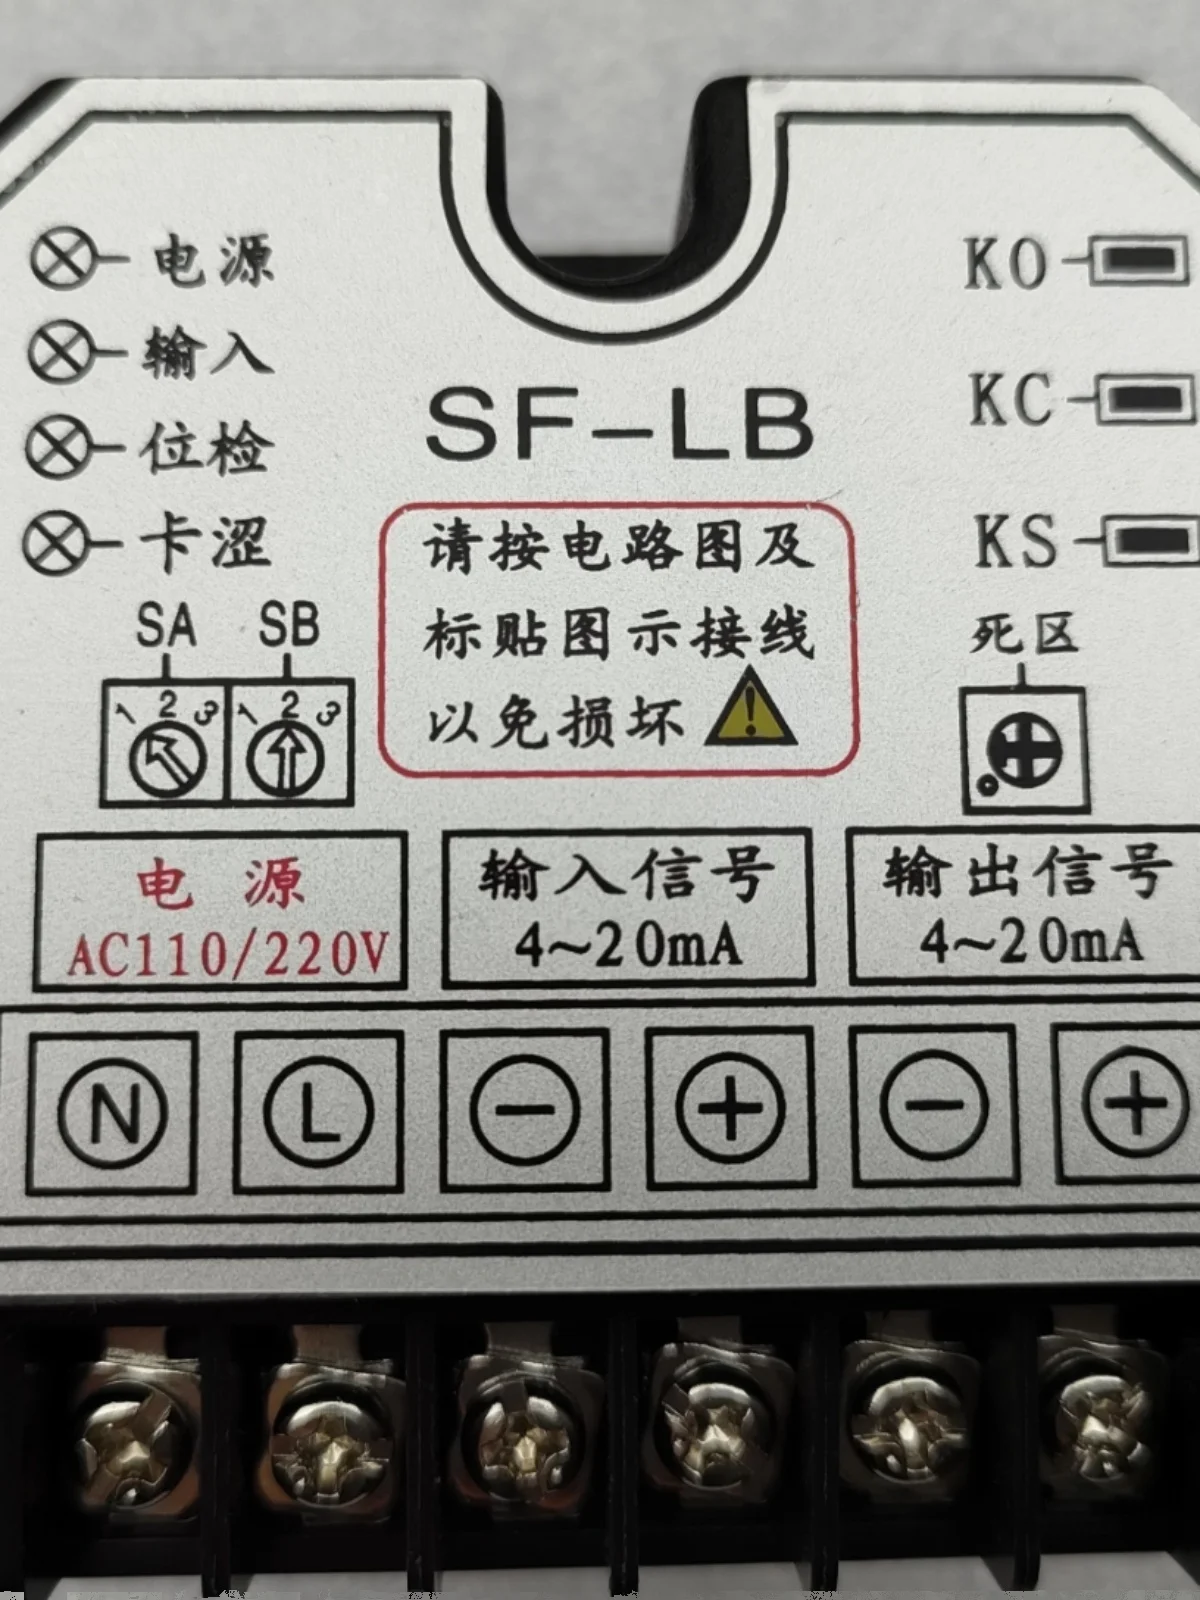 电源
输入
位检
卡涩
SF-LB
KO
KC
KS
请按电路图及
标贴图示接线
以免损坏
!
SA SB
1 2 3 1 2 3
死区
电源
AC110/220V
输入信号
4~20mA
输出信号
4~20mA
N L - + - +